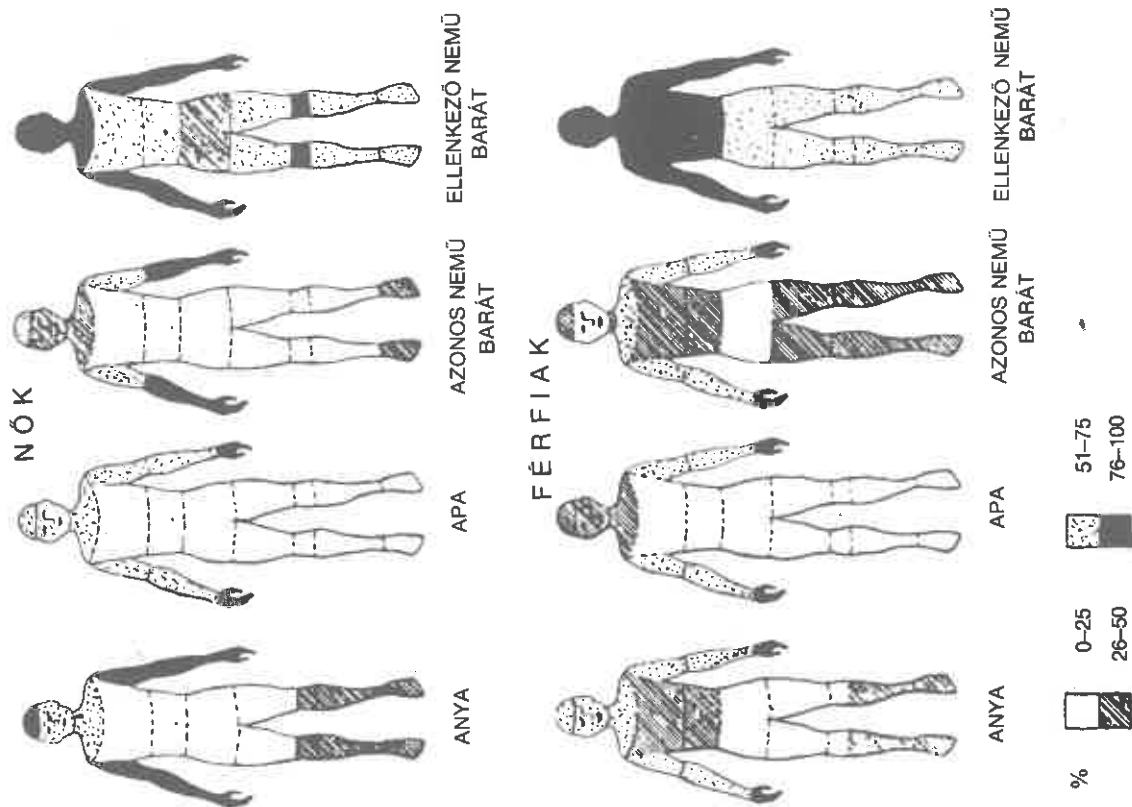 NŐK
ANYA
APA
AZONOS NEMŰ
BARÁT
ELLENKEZŐ NEMŰ
BARÁT
FÉRFIAK
ANYA
APA
AZONOS NEMŰ
BARÁT
ELLENKEZŐ NEMŰ
BARÁT
%
0–25
51–75
26–50
76–100